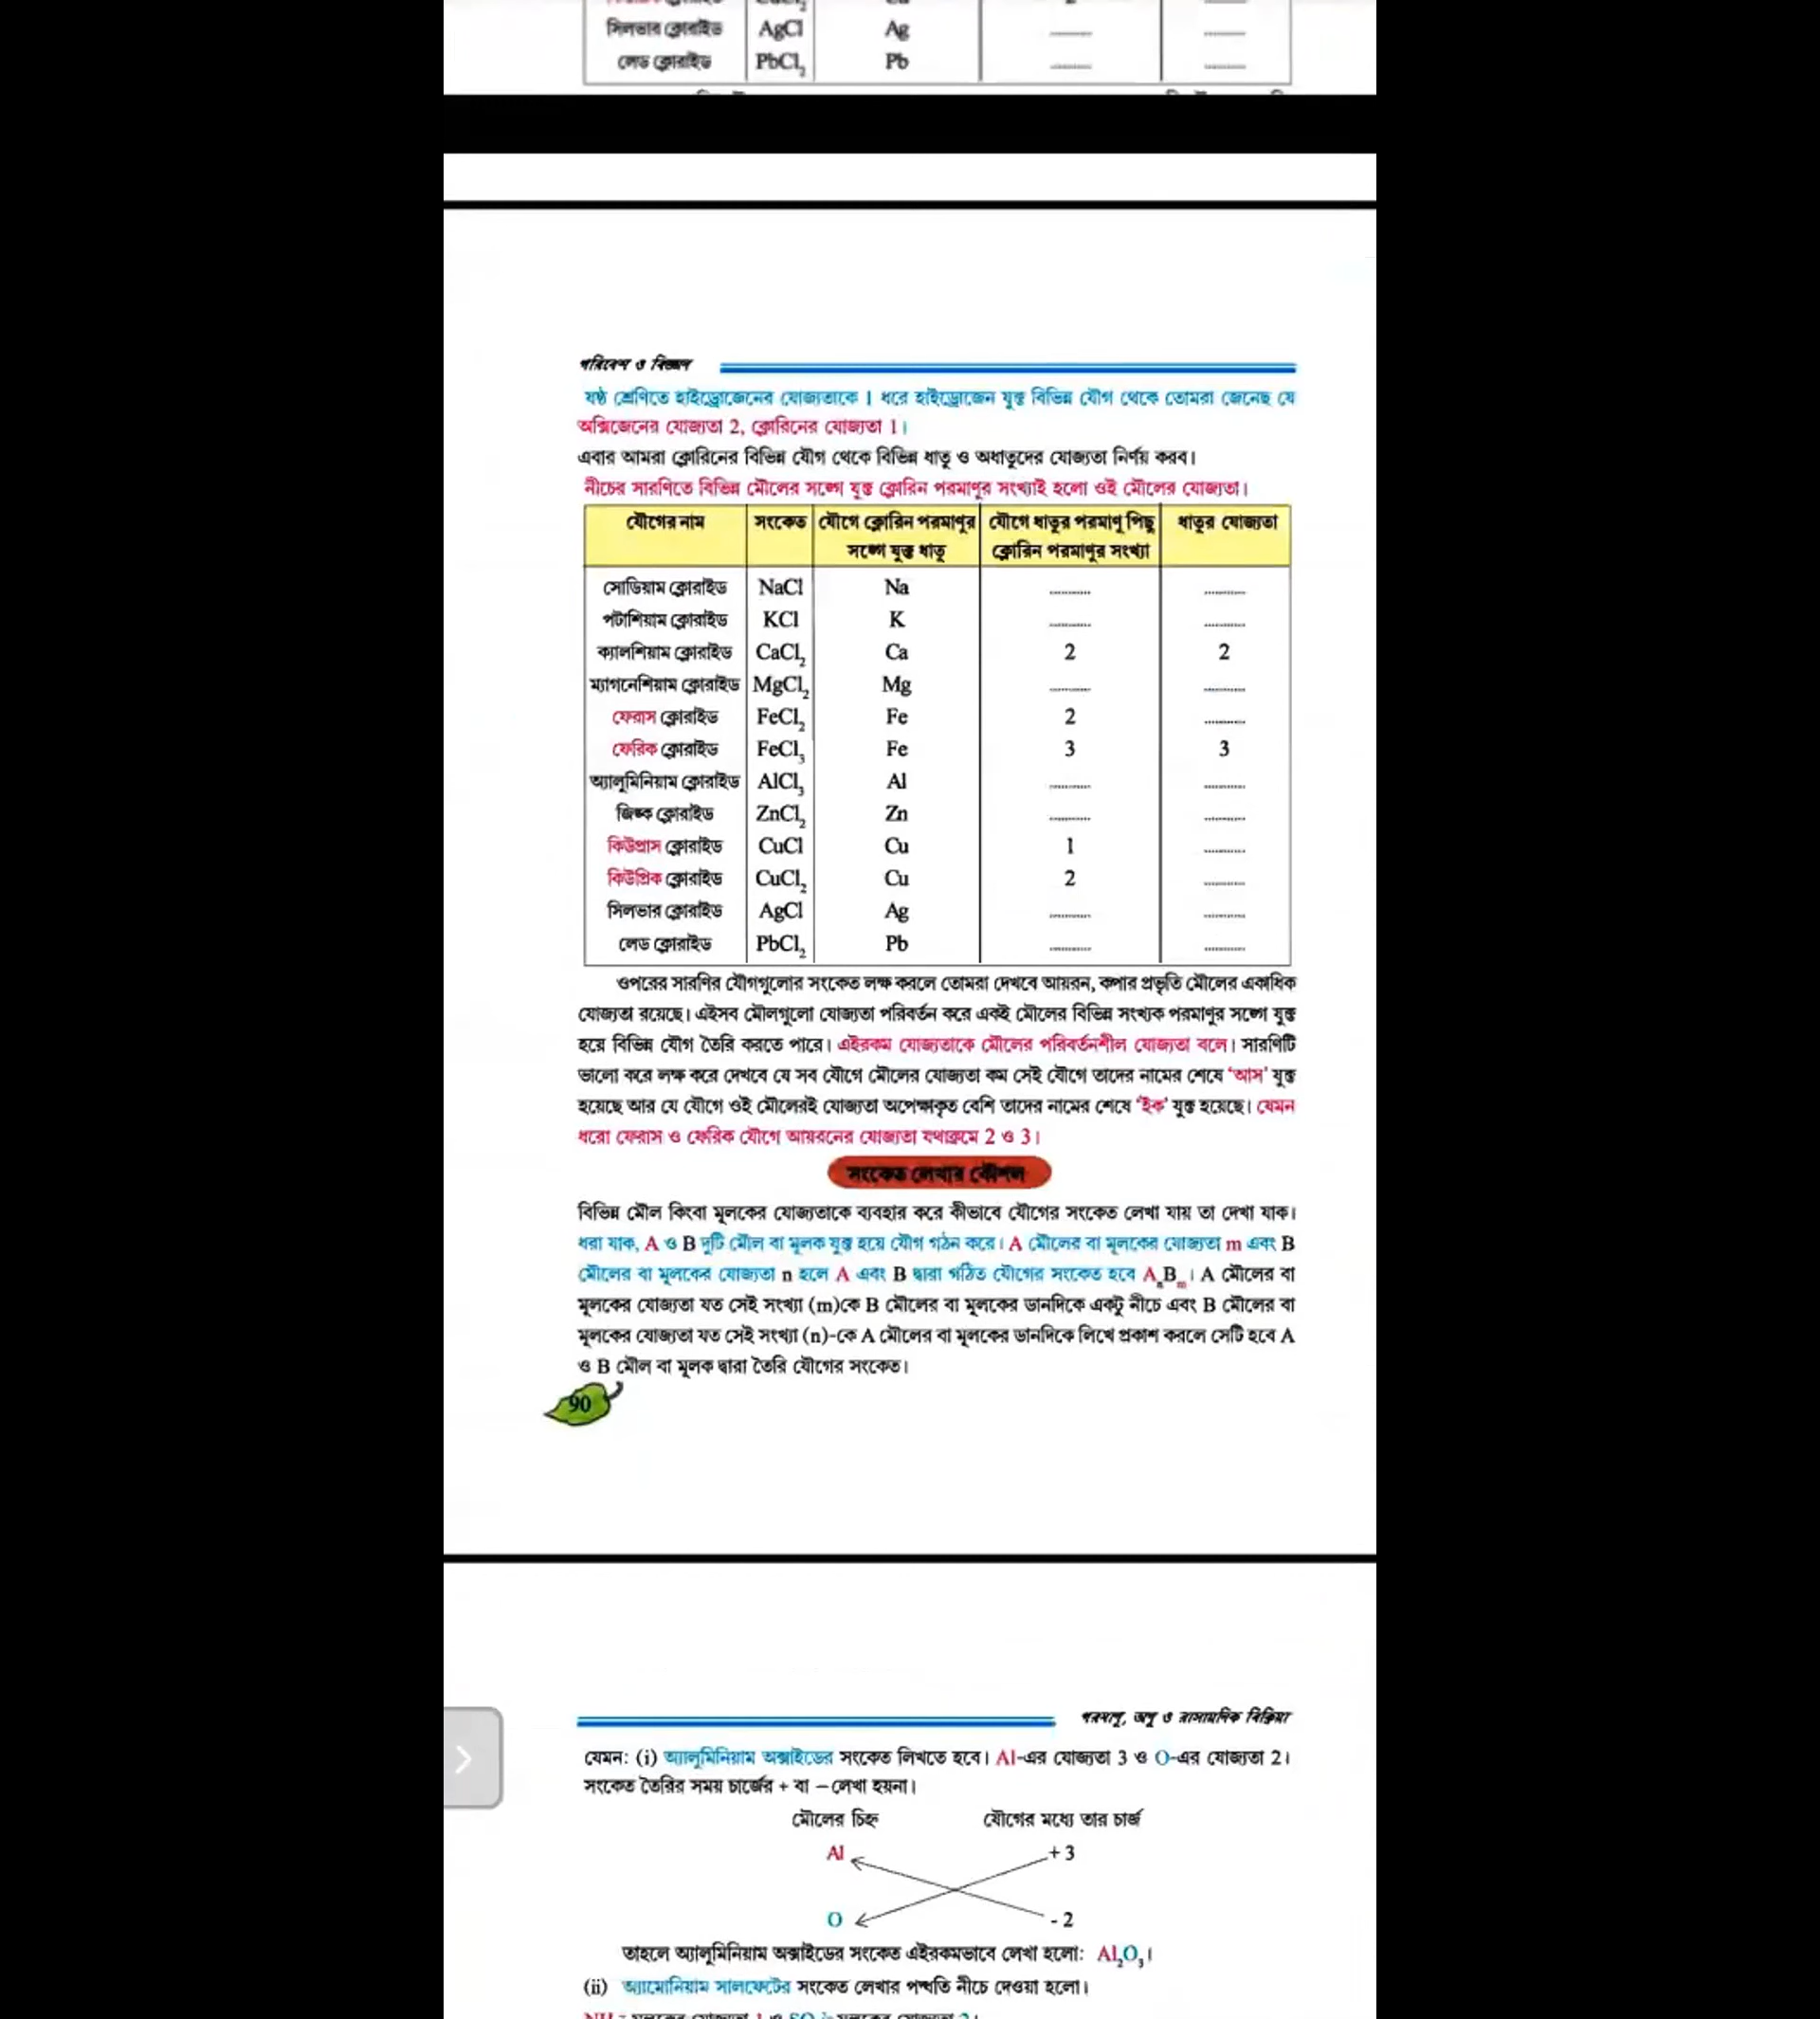 সিলভার ক্লোরাইড AgCl Ag ............ ............
লেড ক্লোরাইড PbCl₂ Pb ............ ............
পরিবেশ ও বিজ্ঞান
ষষ্ঠ শ্রেণিতে হাইড্রোজেনের যোজ্যতাকে 1 ধরে হাইড্রোজেন যুক্ত বিভিন্ন যৌগ থেকে তোমরা জেনেছ যে
অক্সিজেনের যোজ্যতা 2, ক্লোরিনের যোজ্যতা 1।
এবার আমরা ক্লোরিনের বিভিন্ন যৌগ থেকে বিভিন্ন ধাতু ও অধাতুদের যোজ্যতা নির্ণয় করব।
নীচের সারণিতে বিভিন্ন মৌলের সঙ্গে যুক্ত ক্লোরিন পরমাণুর সংখ্যাই হলো ওই মৌলের যোজ্যতা।
যৌগের নাম সংকেত যৌগে ক্লোরিন পরমাণুর যৌগে ধাতুর পরমাণু পিছু ধাতুর যোজ্যতা
সঙ্গে যুক্ত ধাতু ক্লোরিন পরমাণুর সংখ্যা
সোডিয়াম ক্লোরাইড NaCl Na ............ ............
পটাশিয়াম ক্লোরাইড KCl K ............ ............
ক্যালশিয়াম ক্লোরাইড CaCl₂ Ca 2 2
ম্যাগনেশিয়াম ক্লোরাইড MgCl₂ Mg ............ ............
ফেরাস ক্লোরাইড FeCl₂ Fe 2 ............
ফেরিক ক্লোরাইড FeCl₃ Fe 3 3
অ্যালুমিনিয়াম ক্লোরাইড AlCl₃ Al ............ ............
জিঙ্ক ক্লোরাইড ZnCl₂ Zn ............ ............
কিউপ্রাস ক্লোরাইড CuCl Cu 1 ............
কিউপ্রিক ক্লোরাইড CuCl₂ Cu 2 ............
সিলভার ক্লোরাইড AgCl Ag ............ ............
লেড ক্লোরাইড PbCl₂ Pb ............ ............
ওপরের সারণির যৌগগুলোর সংকেত লক্ষ করলে তোমরা দেখবে আয়রন, কপার প্রভৃতি মৌলের একাধিক
যোজ্যতা রয়েছে। এইসব মৌলগুলো যোজ্যতা পরিবর্তন করে একই মৌলের বিভিন্ন সংখ্যক পরমাণুর সঙ্গে যুক্ত
হয়ে বিভিন্ন যৌগ তৈরি করতে পারে। এইরকম যোজ্যতাকে মৌলের পরিবর্তনশীল যোজ্যতা বলে। সারণিটি
ভালো করে লক্ষ করে দেখবে যে সব যৌগে মৌলের যোজ্যতা কম সেই যৌগে তাদের নামের শেষে ‘আস’ যুক্ত
হয়েছে আর যে যৌগে ওই মৌলেরই যোজ্যতা অপেক্ষাকৃত বেশি তাদের নামের শেষে ‘ইক’ যুক্ত হয়েছে। যেমন
ধরো ফেরাস ও ফেরিক যৌগে আয়রনের যোজ্যতা যথাক্রমে 2 ও 3।
সংকেত লেখার কৌশল
বিভিন্ন মৌল কিংবা মূলকের যোজ্যতাকে ব্যবহার করে কীভাবে যৌগের সংকেত লেখা যায় তা দেখা যাক।
ধরা যাক, A ও B দুটি মৌল বা মূলক যুক্ত হয়ে যৌগ গঠন করে। A মৌলের বা মূলকের যোজ্যতা m এবং B
মৌলের বা মূলকের যোজ্যতা n হলে A এবং B দ্বারা গঠিত যৌগের সংকেত হবে AₙBₘ। A মৌলের বা
মূলকের যোজ্যতা যত সেই সংখ্যা (m)কে B মৌলের বা মূলকের ডানদিকে একটু নীচে এবং B মৌলের বা
মূলকের যোজ্যতা যত সেই সংখ্যা (n)-কে A মৌলের বা মূলকের ডানদিকে লিখে প্রকাশ করলে সেটি হবে A
ও B মৌল বা মূলক দ্বারা তৈরি যৌগের সংকেত।
90
পরমাণু, অণু ও রাসায়নিক বিক্রিয়া
যেমন: (i) অ্যালুমিনিয়াম অক্সাইডের সংকেত লিখতে হবে। Al-এর যোজ্যতা 3 ও O-এর যোজ্যতা 2।
সংকেত তৈরির সময় চার্জের + বা – লেখা হয়না।
মৌলের চিহ্ন যৌগের মধ্যে তার চার্জ
Al + 3
O - 2
তাহলে অ্যালুমিনিয়াম অক্সাইডের সংকেত এইরকমভাবে লেখা হলো: Al₂O₃।
(ii) অ্যামোনিয়াম সালফেটের সংকেত লেখার পদ্ধতি নীচে দেওয়া হলো।